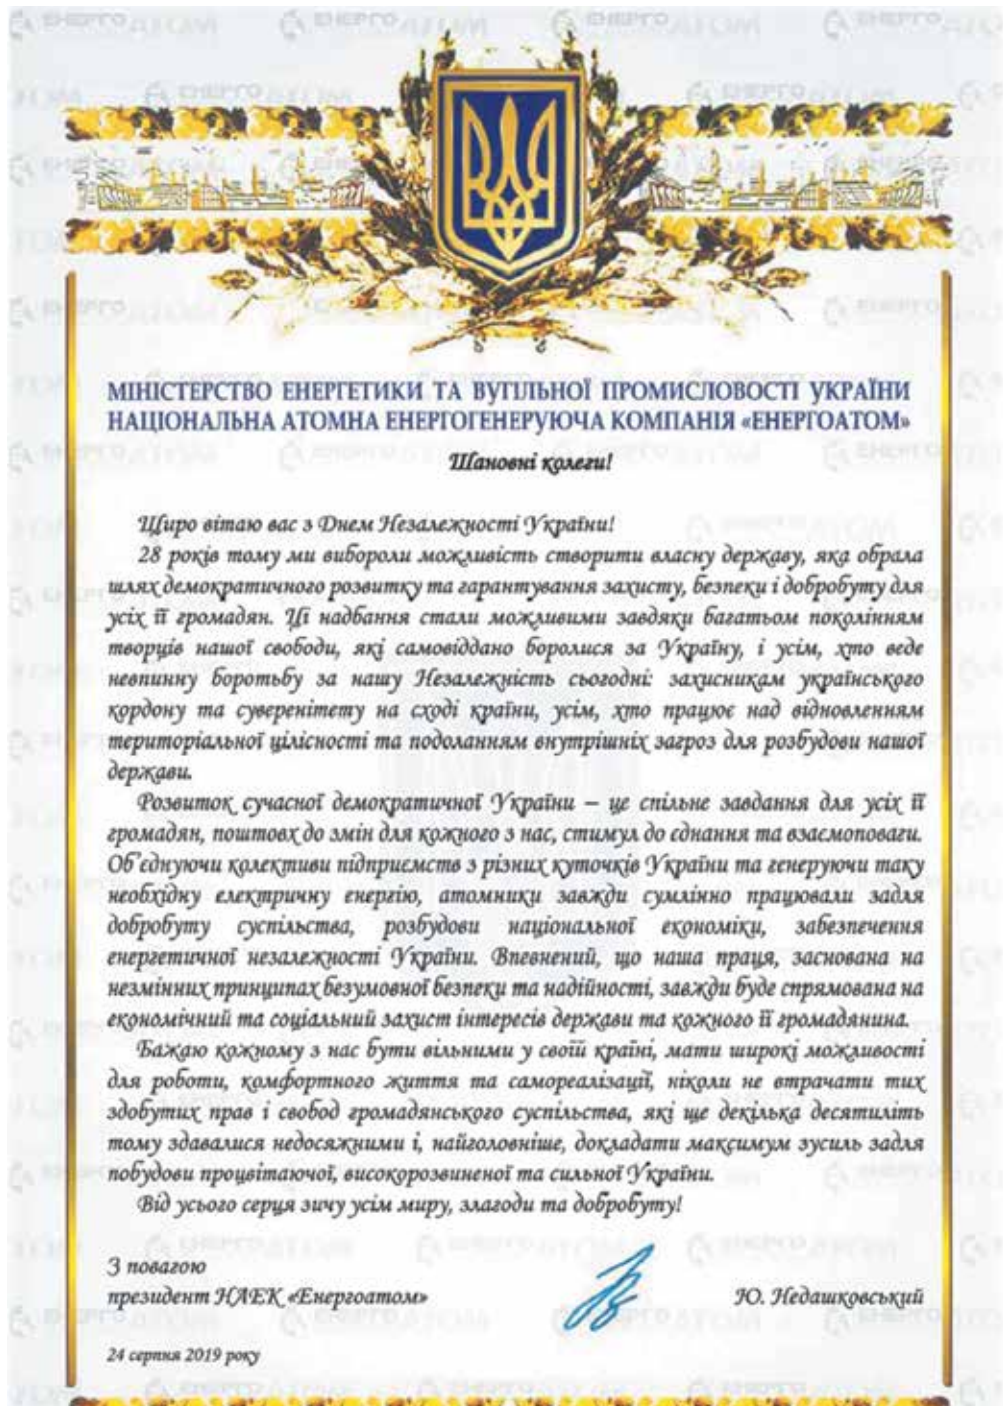 МІНІСТЕРСТВО ЕНЕРГЕТИКИ ТА ВУГІЛЬНОЇ ПРОМИСЛОВОСТІ УКРАЇНИ
НАЦІОНАЛЬНА АТОМНА ЕНЕРГОГЕНЕРУЮЧА КОМПАНІЯ «ЕНЕРГОАТОМ»
Шановні колеги!
Щиро вітаю вас з Днем Незалежності України!
28 років тому ми вибороли можливість створити власну державу, яка обрала
шлях демократичного розвитку та гарантування захисту, безпеки і добробуту для
усіх її громадян. Ці надбання стали можливими завдяки багатьом поколінням
творців нашої свободи, які самовіддано боролися за Україну, і усім, хто веде
невпинну боротьбу за нашу Незалежність сьогодні: захисникам українського
кордону та суверенітету на сході країни, усім, хто працює над відновленням
територіальної цілісності та подоланням внутрішніх загроз для розбудови нашої
держави.
Розвиток сучасної демократичної України – це спільне завдання для усіх її
громадян, поштовх до змін для кожного з нас, стимул до єднання та взаємоповаги.
Об'єднуючи колективи підприємств з різних куточків України та генеруючи таку
необхідну електричну енергію, атомники завжди сумлінно працювали задля
добробуту суспільства, розбудови національної економіки, забезпечення
енергетичної незалежності України. Впевнений, що наша праця, заснована на
незмінних принципах безумовної безпеки та надійності, завжди буде спрямована на
економічний та соціальний захист інтересів держави та кожного її громадянина.
Бажаю кожному з нас бути вільними у своїй країні, мати широкі можливості
для роботи, комфортного життя та самореалізації, ніколи не втрачати тих
здобутих прав і свобод громадянського суспільства, які ще декілька десятиліть
тому здавалися недосяжними і, найголовніше, докладати максимум зусиль задля
побудови процвітаючої, високорозвиненої та сильної України.
Від усього серця зичу усім миру, злагоди та добробуту!
З повагою
президент НАЕК «Енергоатом» Ю. Недашковський
24 серпня 2019 року